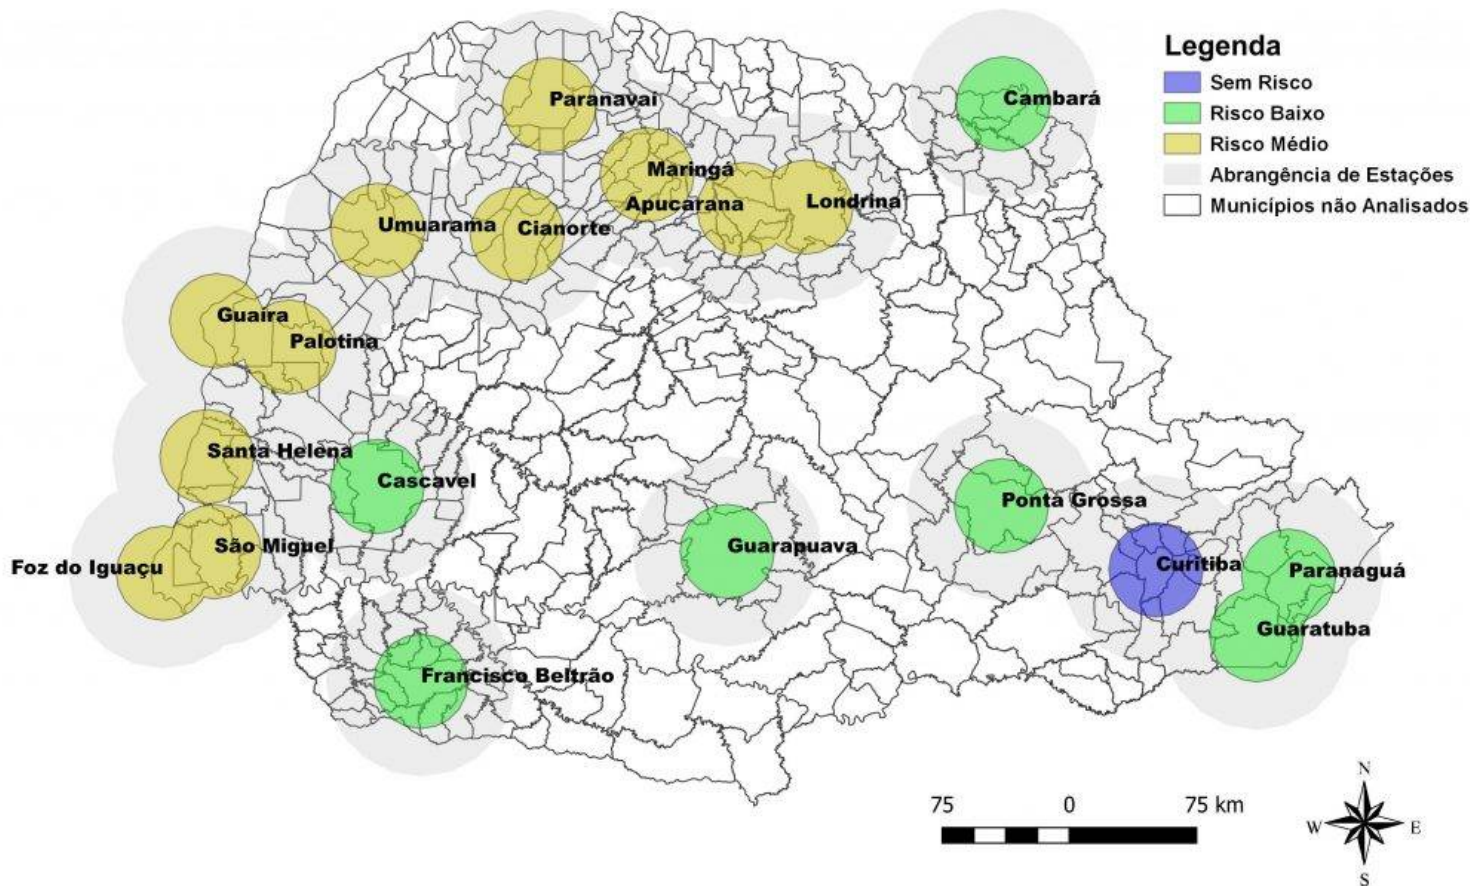 Legenda
Sem Risco
Risco Baixo
Risco Médio
Abrangência de Estações
Municípios não Analisados
Paranavai
Cambará
Maringá
Apucarana
Londrina
Umuarama
Cianorte
Guaíra
Palotina
Santa Helena
Cascavel
Ponta Grossa
São Miguel
Guarapuava
Foz do Iguaçu
Curitiba
Paranaguá
Guaratuba
Francisco Beltrão
75 0 75 km
N
W E
S